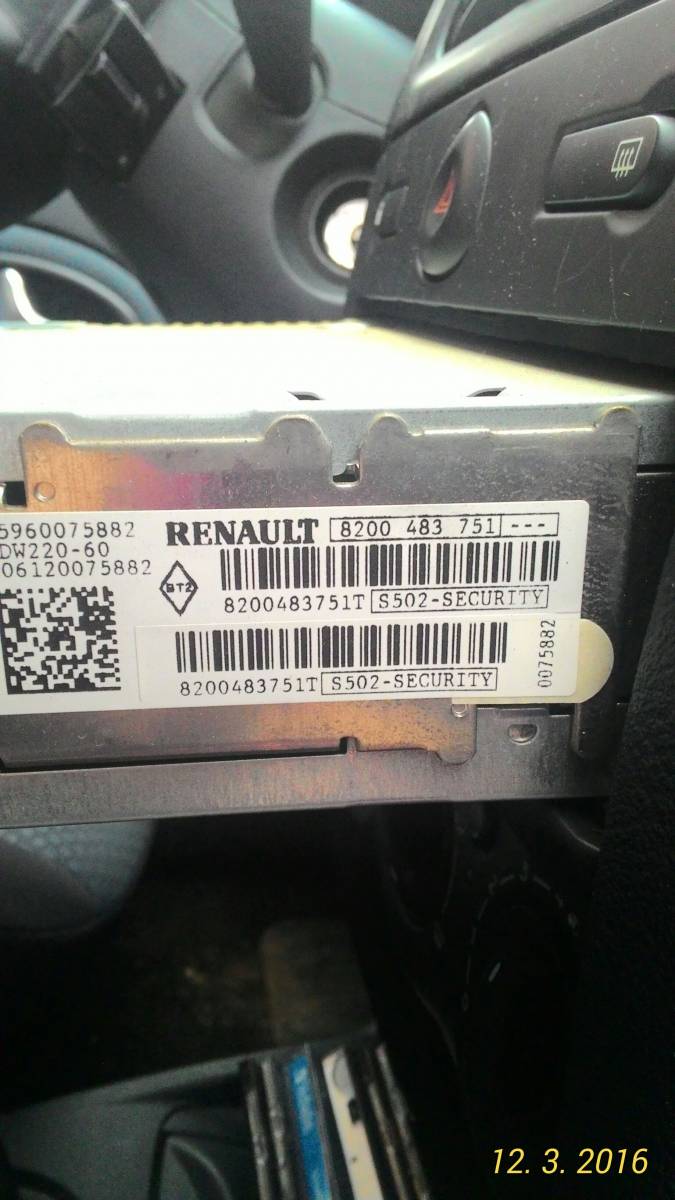 5960075882
DW220-60
06120075882
RENAULT 8200 483 751 ---
BT2
8200483751T S502-SECURITY
8200483751T S502-SECURITY
0075882
12. 3. 2016